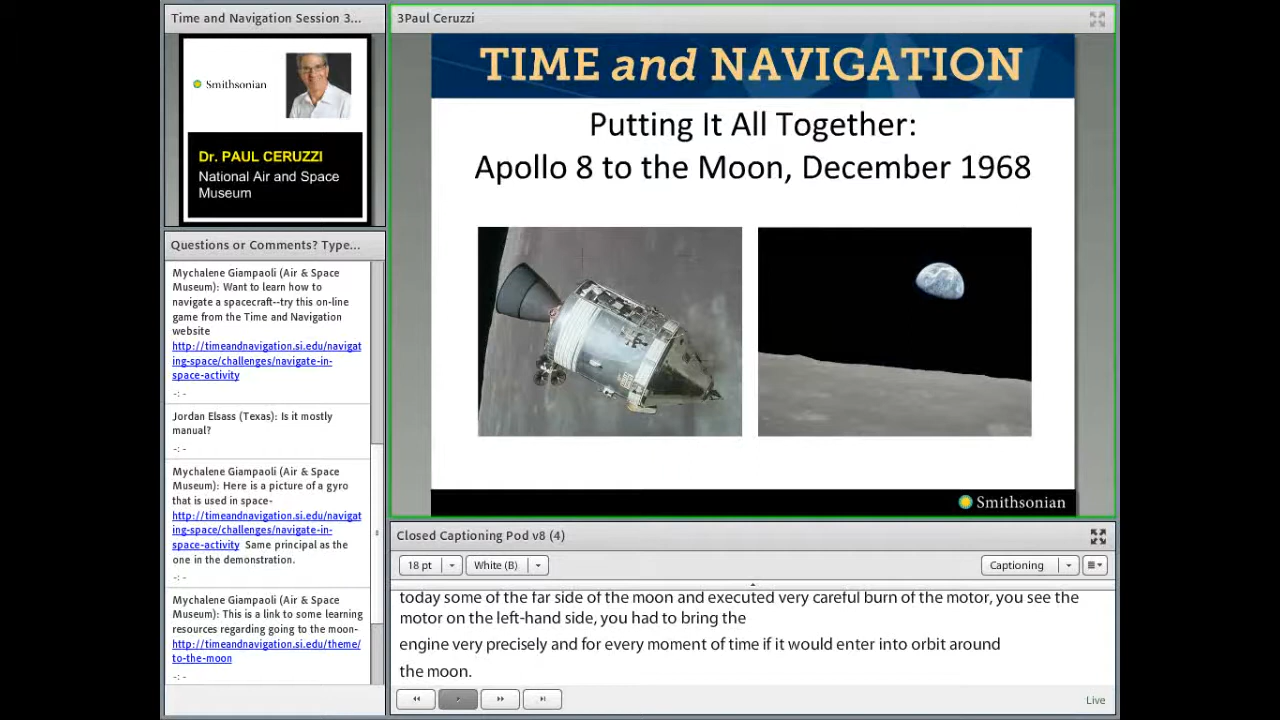 Time and Navigation Session 3...
Smithsonian
Dr. PAUL CERUZZI
National Air and Space
Museum
Questions or Comments? Type...
Mychalene Giampaoli (Air & Space
Museum): Want to learn how to
navigate a spacecraft--try this on-line
game from the Time and Navigation
website
http://timeandnavigation.si.edu/navigat
ing-space/challenges/navigate-in-
space-activity
-:-
Jordan Elsass (Texas): Is it mostly
manual?
-:-
Mychalene Giampaoli (Air & Space
Museum): Here is a picture of a gyro
that is used in space-
http://timeandnavigation.si.edu/navigat
ing-space/challenges/navigate-in-
space-activity Same principal as the
one in the demonstration.
-:-
Mychalene Giampaoli (Air & Space
Museum): This is a link to some learning
resources regarding going to the moon-
http://timeandnavigation.si.edu/theme/
to-the-moon
-:-
3Paul Ceruzzi
TIME and NAVIGATION
Putting It All Together:
Apollo 8 to the Moon, December 1968
Smithsonian
Closed Captioning Pod v8 (4)
18 pt White (B) Captioning
today some of the far side of the moon and executed very careful burn of the motor, you see the
motor on the left-hand side, you had to bring the
engine very precisely and for every moment of time if it would enter into orbit around
the moon.
Live